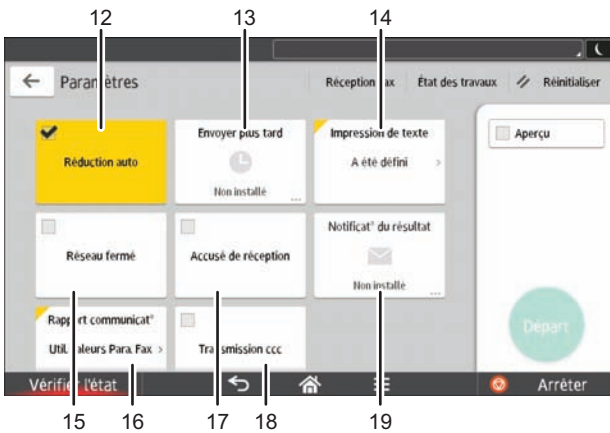 12 13 14
Paramètres
Réception fax État des travaux Réinitialiser
Réduction auto
Envoyer plus tard
Non installé
...
Impression de texte
A été défini >
Aperçu
Réseau fermé
Accusé de réception
Notificat° du résultat
Non installé
...
Rapport communicat°
Util. valeurs Para. Fax >
Transmission ccc
Départ
Vérifier l'état
Arrêter
15 16 17 18 19